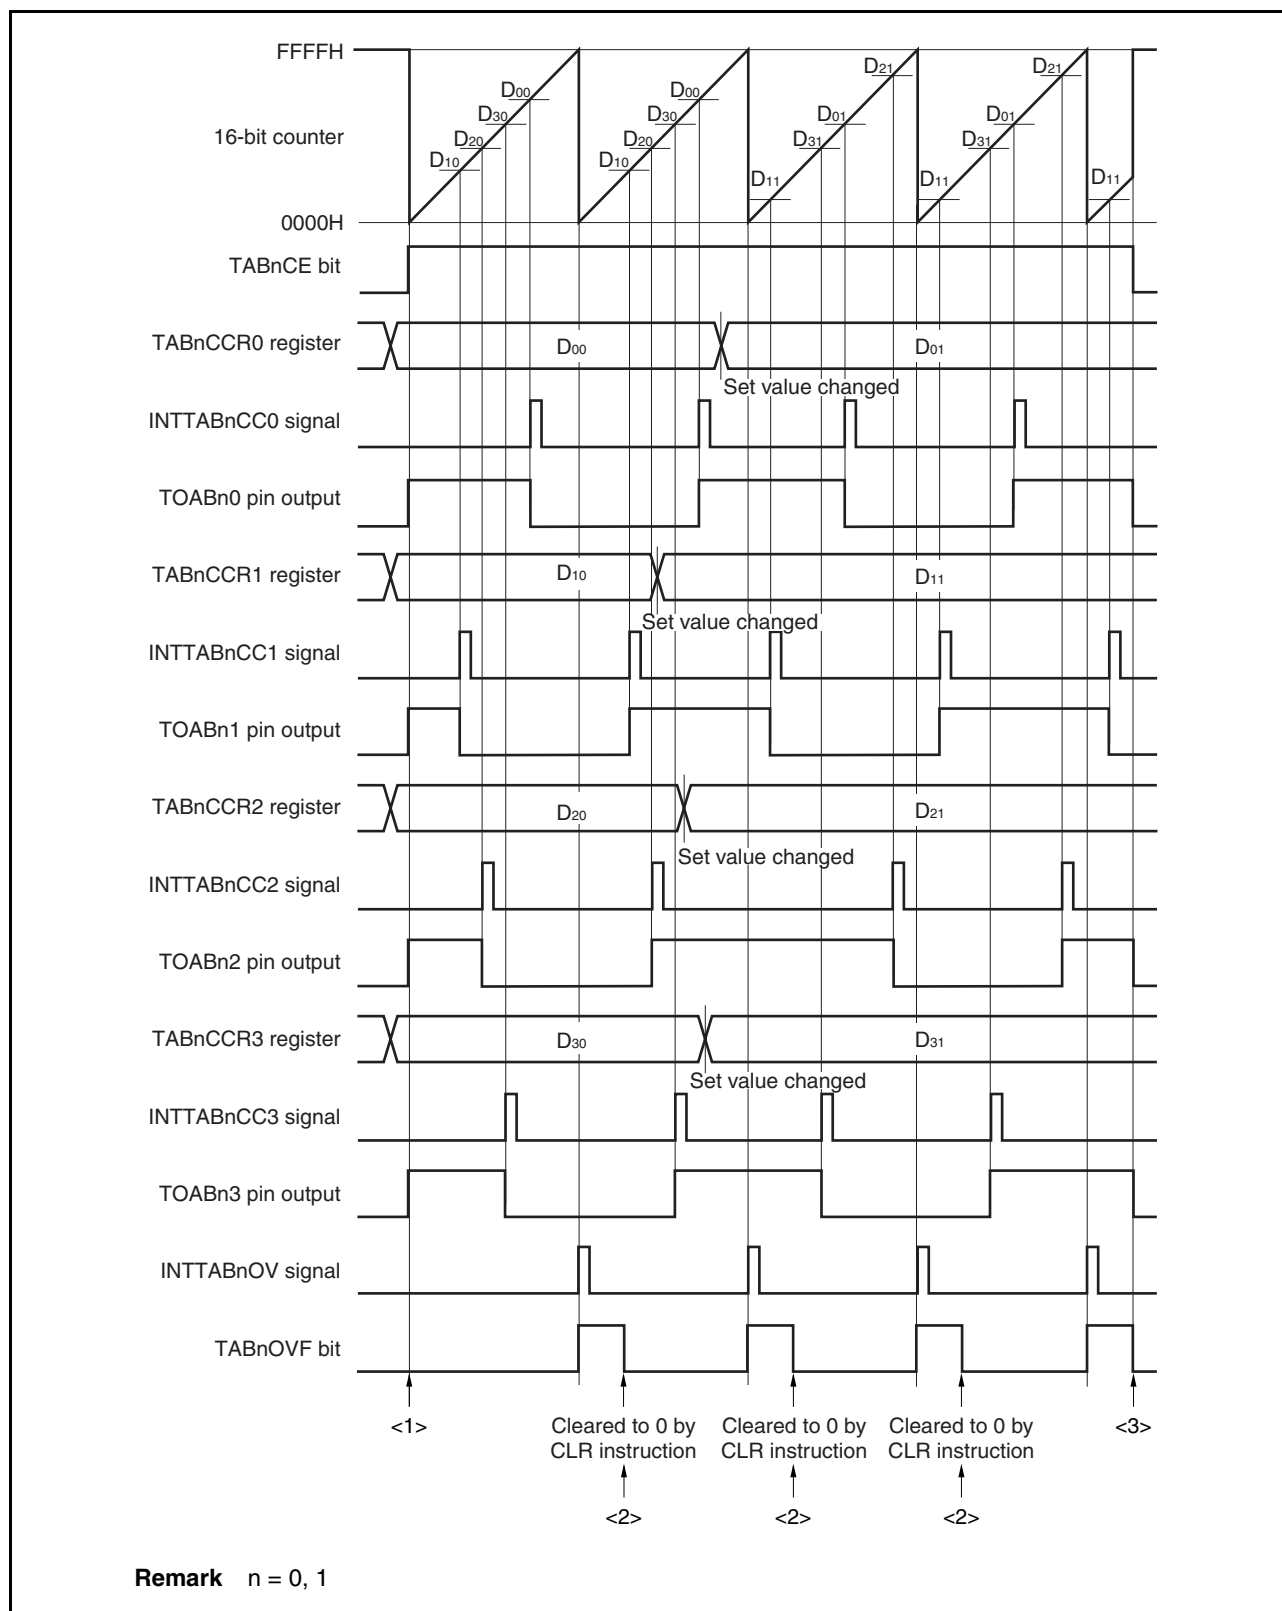 FFFFH
D21 D21
D00 D00
D30 D30 D01 D01
16-bit counter
D20 D20 D31 D31
D10 D10
D11 D11 D11
0000H
TABnCE bit
TABnCCR0 register
D00 D01
Set value changed
INTTABnCC0 signal
TOABn0 pin output
TABnCCR1 register
D10 D11
Set value changed
INTTABnCC1 signal
TOABn1 pin output
TABnCCR2 register
D20 D21
Set value changed
INTTABnCC2 signal
TOABn2 pin output
TABnCCR3 register
D30 D31
Set value changed
INTTABnCC3 signal
TOABn3 pin output
INTTABnOV signal
TABnOVF bit
<1>
Cleared to 0 by
CLR instruction
<2>
Cleared to 0 by
CLR instruction
<2>
Cleared to 0 by
CLR instruction
<2>
<3>
Remark n = 0, 1